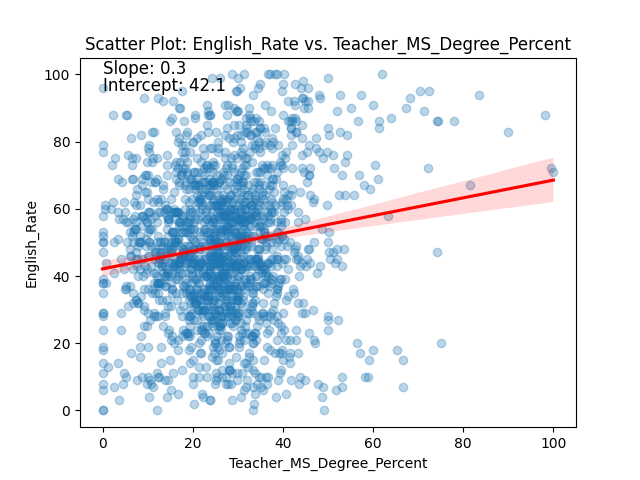 Scatter Plot: English_Rate vs. Teacher_MS_Degree_Percent
Slope: 0.3
Intercept: 42.1
100
80
60
40
20
0
English_Rate
0 20 40 60 80 100
Teacher_MS_Degree_Percent